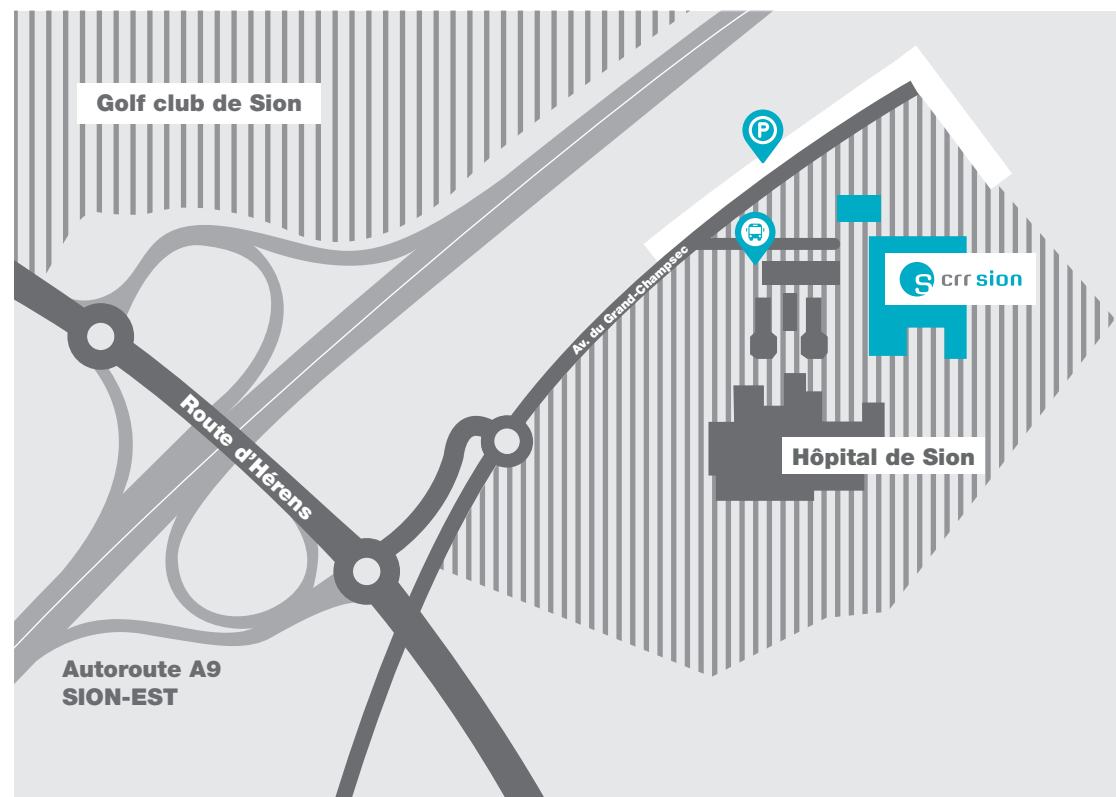 Golf club de Sion
P
Av. du Grand-Champsec
S crr sion
Route d'Hérens
Hôpital de Sion
Autoroute A9
SION-EST